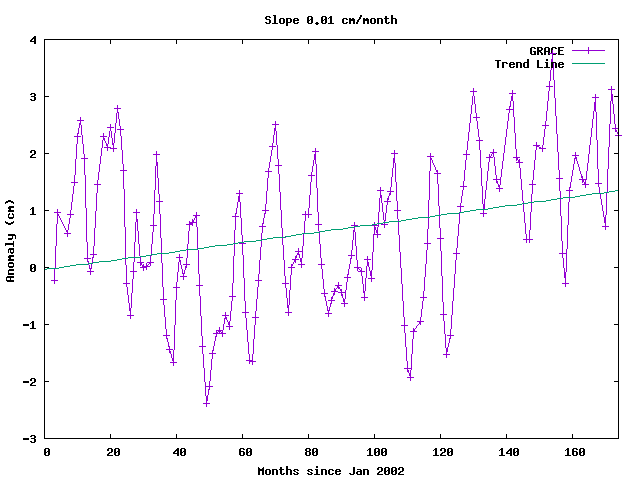 Slope 0.01 cm/month
GRACE
Trend Line
4
3
2
1
0
-1
-2
-3
Anomaly (cm)
0 20 40 60 80 100 120 140 160
Months since Jan 2002